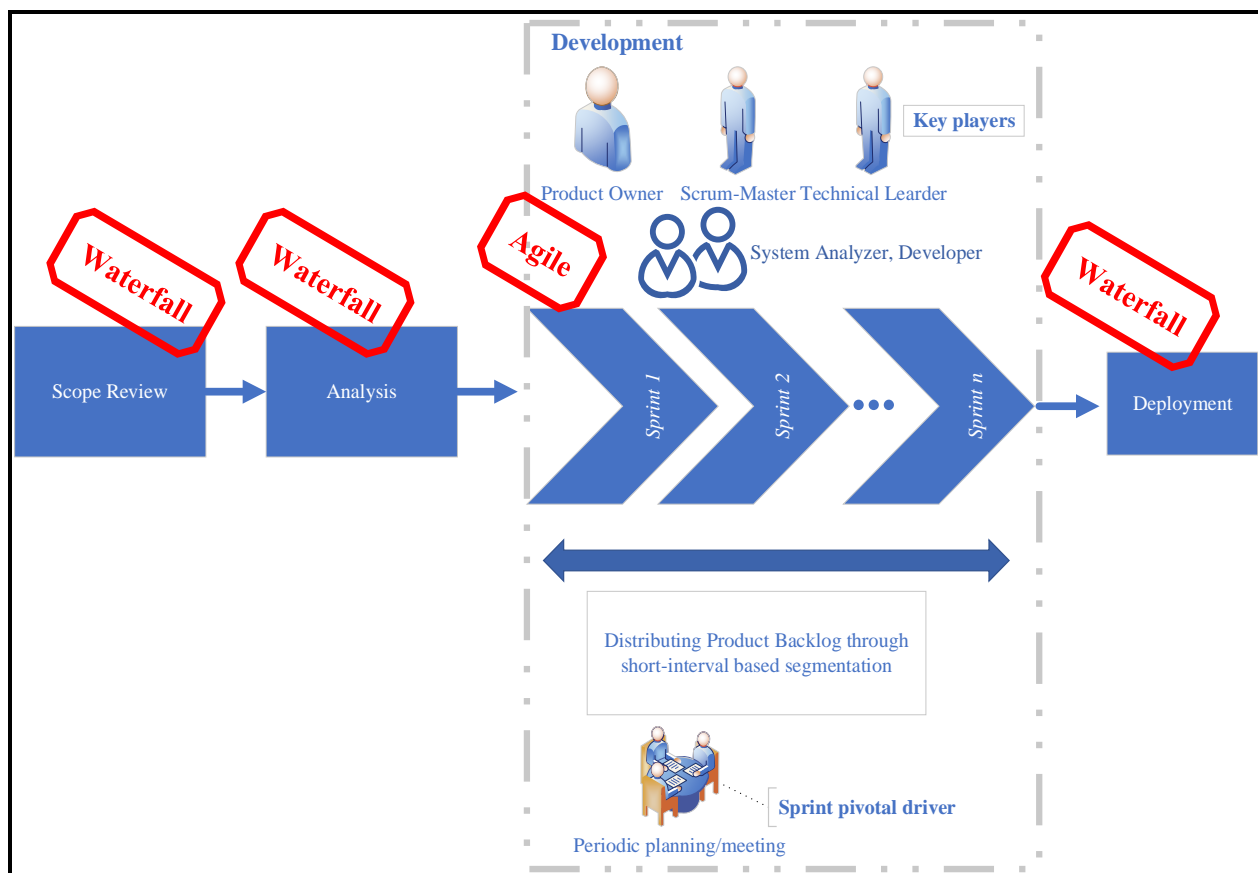 Development
Key players
Product Owner
Scrum-Master
Technical Learder
System Analyzer, Developer
Waterfall
Waterfall
Agile
Waterfall
Scope Review
Analysis
Sprint 1
Sprint 2
Sprint n
Deployment
Distributing Product Backlog through
short-interval based segmentation
Sprint pivotal driver
Periodic planning/meeting